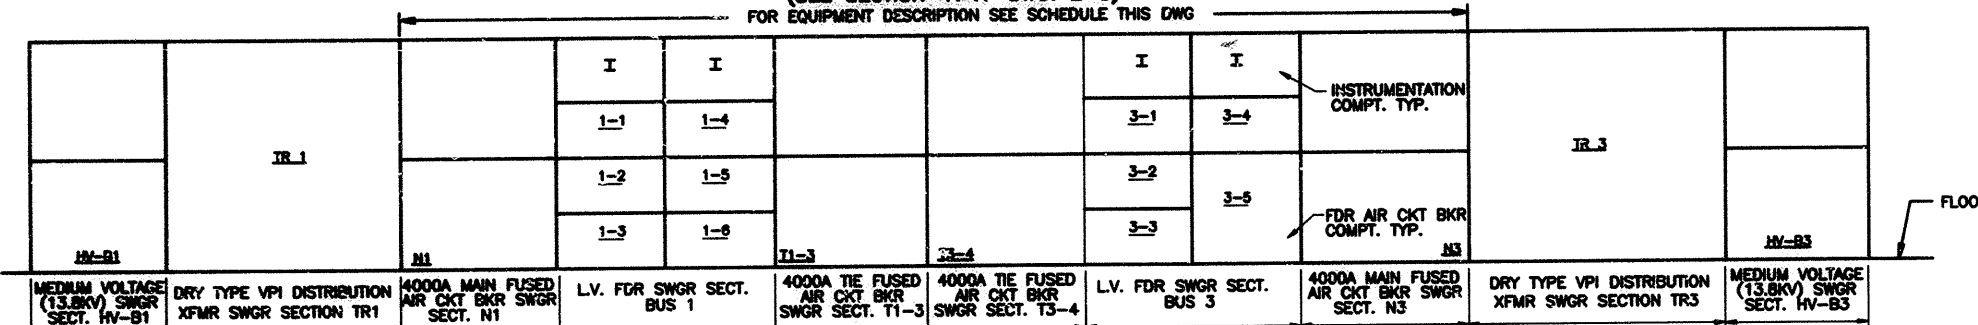 FOR EQUIPMENT DESCRIPTION SEE SCHEDULE THIS DWG
I
I
I
I
INSTRUMENTATION
COMPT. TYP.
1-1
1-4
3-1
3-4
TR 1
TR 3
1-2
1-5
3-2
3-5
1-3
1-6
3-3
FDR AIR CKT BKR
COMPT. TYP.
FLOO
HV-B1
N1
T1-3
T3-4
N3
HV-B3
MEDIUM VOLTAGE
(13.8KV) SWGR
SECT. HV-B1
DRY TYPE VPI DISTRIBUTION
XFMR SWGR SECTION TR1
4000A MAIN FUSED
AIR CKT BKR SWGR
SECT. N1
L.V. FDR SWGR SECT.
BUS 1
4000A TIE FUSED
AIR CKT BKR
SWGR SECT. T1-3
4000A TIE FUSED
AIR CKT BKR
SWGR SECT. T3-4
L.V. FDR SWGR SECT.
BUS 3
4000A MAIN FUSED
AIR CKT BKR SWGR
SECT. N3
DRY TYPE VPI DISTRIBUTION
XFMR SWGR SECTION TR3
MEDIUM VOLTAGE
(13.8KV) SWGR
SECT. HV-B3